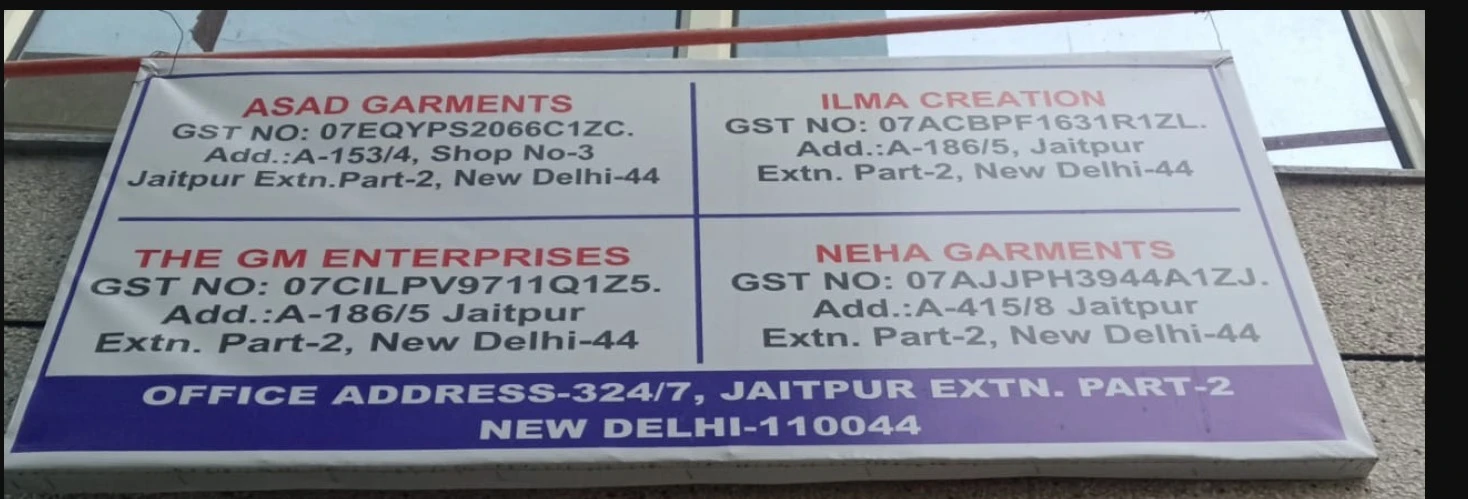 ASAD GARMENTS
GST NO: 07EQYPS2066C1ZC.
Add.:A-153/4, Shop No-3
Jaitpur Extn.Part-2, New Delhi-44
ILMA CREATION
GST NO: 07ACBPF1631R1ZL.
Add.:A-186/5, Jaitpur
Extn. Part-2, New Delhi-44
THE GM ENTERPRISES
GST NO: 07CILPV9711Q1Z5.
Add.:A-186/5 Jaitpur
Extn. Part-2, New Delhi-44
NEHA GARMENTS
GST NO: 07AJJPH3944A1ZJ.
Add.:A-415/8 Jaitpur
Extn. Part-2, New Delhi-44
OFFICE ADDRESS-324/7, JAITPUR EXTN. PART-2
NEW DELHI-110044